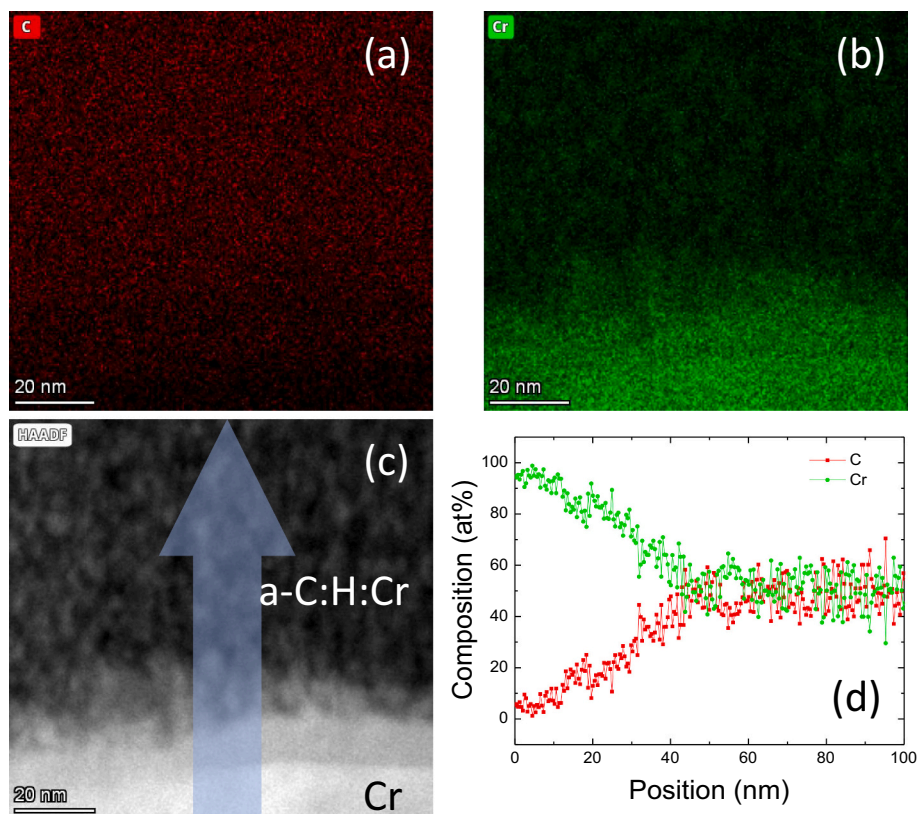 C
(a)
20 nm
Cr
(b)
20 nm
HAADF
(c)
a-C:H:Cr
Cr
20 nm
C
Cr
Composition (at%)
100
80
60
40
20
0
(d)
0 20 40 60 80 100
Position (nm)